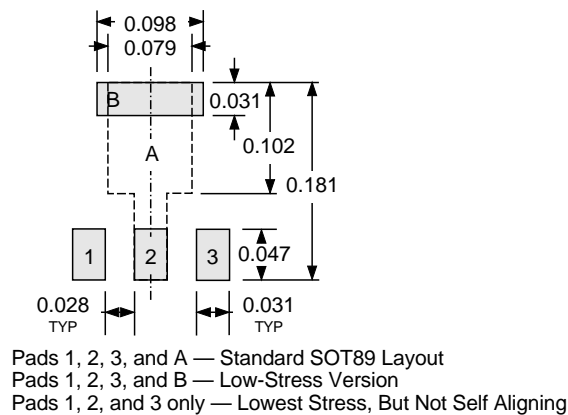 0.098
0.079
B
0.031
A
0.102
0.181
1
2
3
0.047
0.028
TYP
0.031
TYP
Pads 1, 2, 3, and A — Standard SOT89 Layout
Pads 1, 2, 3, and B — Low-Stress Version
Pads 1, 2, and 3 only — Lowest Stress, But Not Self Aligning